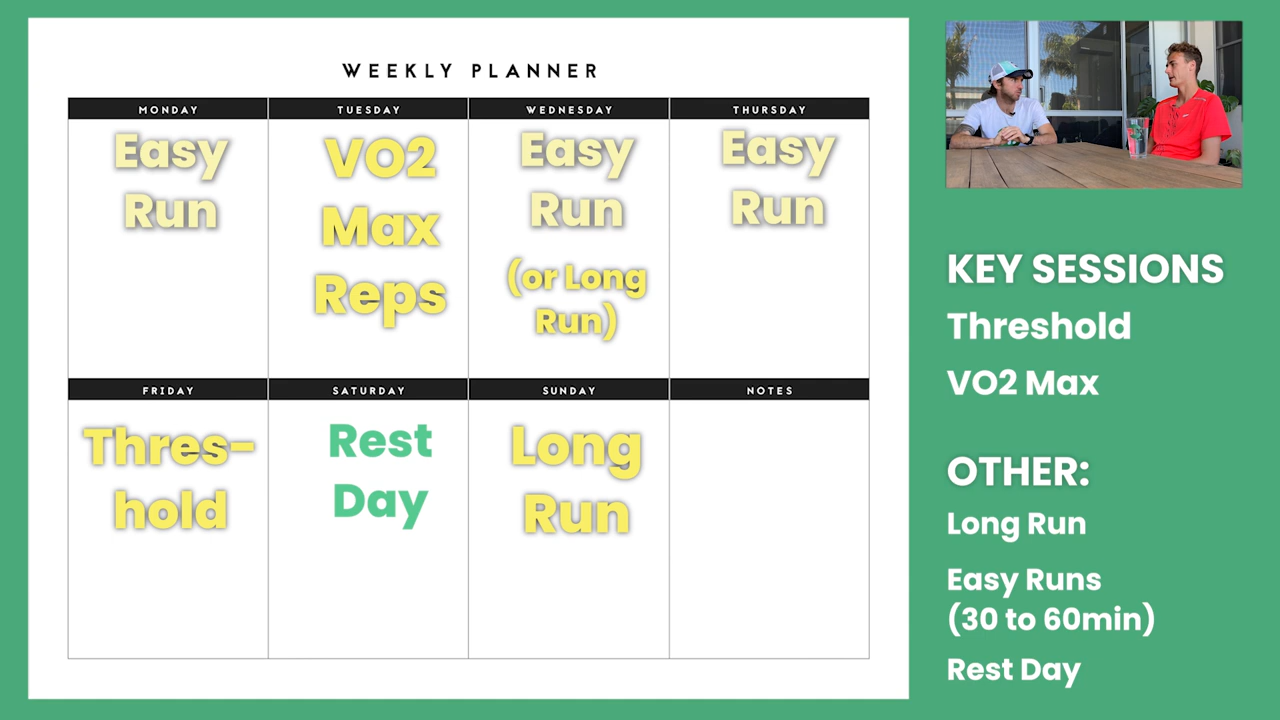 WEEKLY PLANNER
MONDAY
Easy
Run
TUESDAY
VO2
Max
Reps
WEDNESDAY
Easy
Run
(or Long
Run)
THURSDAY
Easy
Run
FRIDAY
Thres-
hold
SATURDAY
Rest
Day
SUNDAY
Long
Run
NOTES
KEY SESSIONS
Threshold
VO2 Max
OTHER:
Long Run
Easy Runs
(30 to 60min)
Rest Day